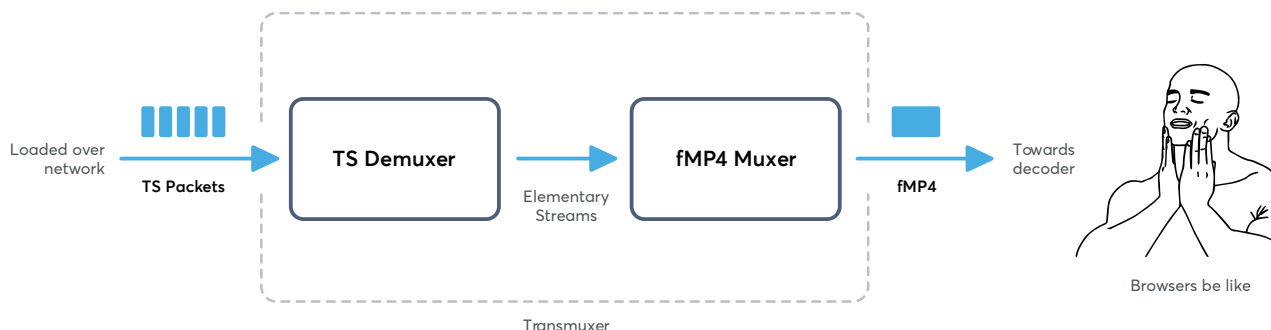 Loaded over
network
TS Packets
TS Demuxer
Elementary
Streams
fMP4 Muxer
fMP4
Towards
decoder
Browsers be like
Transmuxer